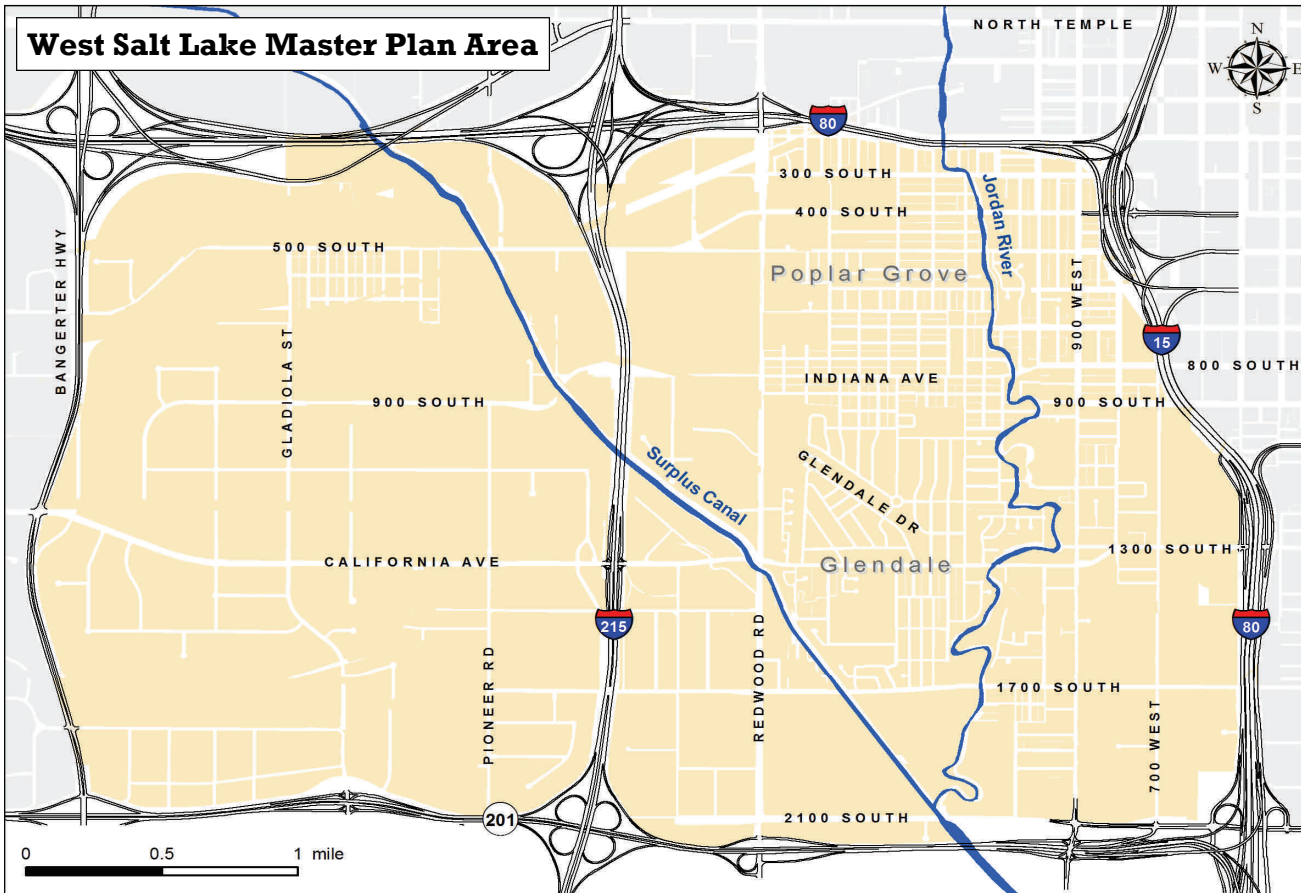 West Salt Lake Master Plan Area
NORTH TEMPLE
N
W E
S
80
300 SOUTH
400 SOUTH
Jordan River
500 SOUTH
BANGERTER HWY
Poplar Grove
900 WEST
15
800 SOUTH
GLADIOLA ST
INDIANA AVE
900 SOUTH
900 SOUTH
Surplus Canal
GLENDALE DR
1300 SOUTH
CALIFORNIA AVE
Glendale
215
80
PIONEER RD
REDWOOD RD
1700 SOUTH
700 WEST
201
2100 SOUTH
0 0.5 1 mile